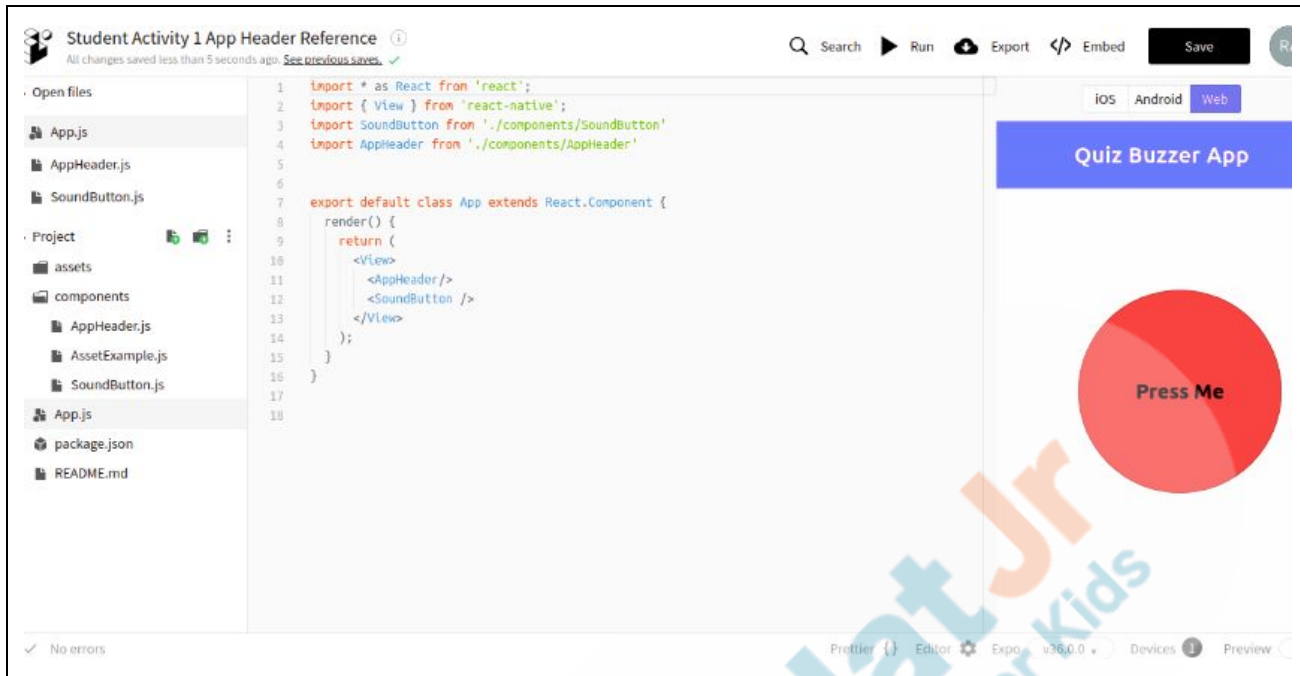 Student Activity 1 App Header Reference
All changes saved less than 5 seconds ago. See previous saves.
Search Run Export </> Embed Save
Open files
App.js
AppHeader.js
SoundButton.js
Project
assets
components
AppHeader.js
AssetExample.js
SoundButton.js
App.js
package.json
README.md
1 import * as React from 'react';
2 import { View } from 'react-native';
3 import SoundButton from './components/SoundButton'
4 import AppHeader from './components/AppHeader'
5
6
7 export default class App extends React.Component {
8 render() {
9 return (
10 <View>
11 <AppHeader/>
12 <SoundButton />
13 </View>
14 );
15 }
16 }
17
18
iOS Android Web
Quiz Buzzer App
Press Me
at Jr
Kids
No errors
Prettier {} Editor Expo v36.0.0 Devices 1 Preview